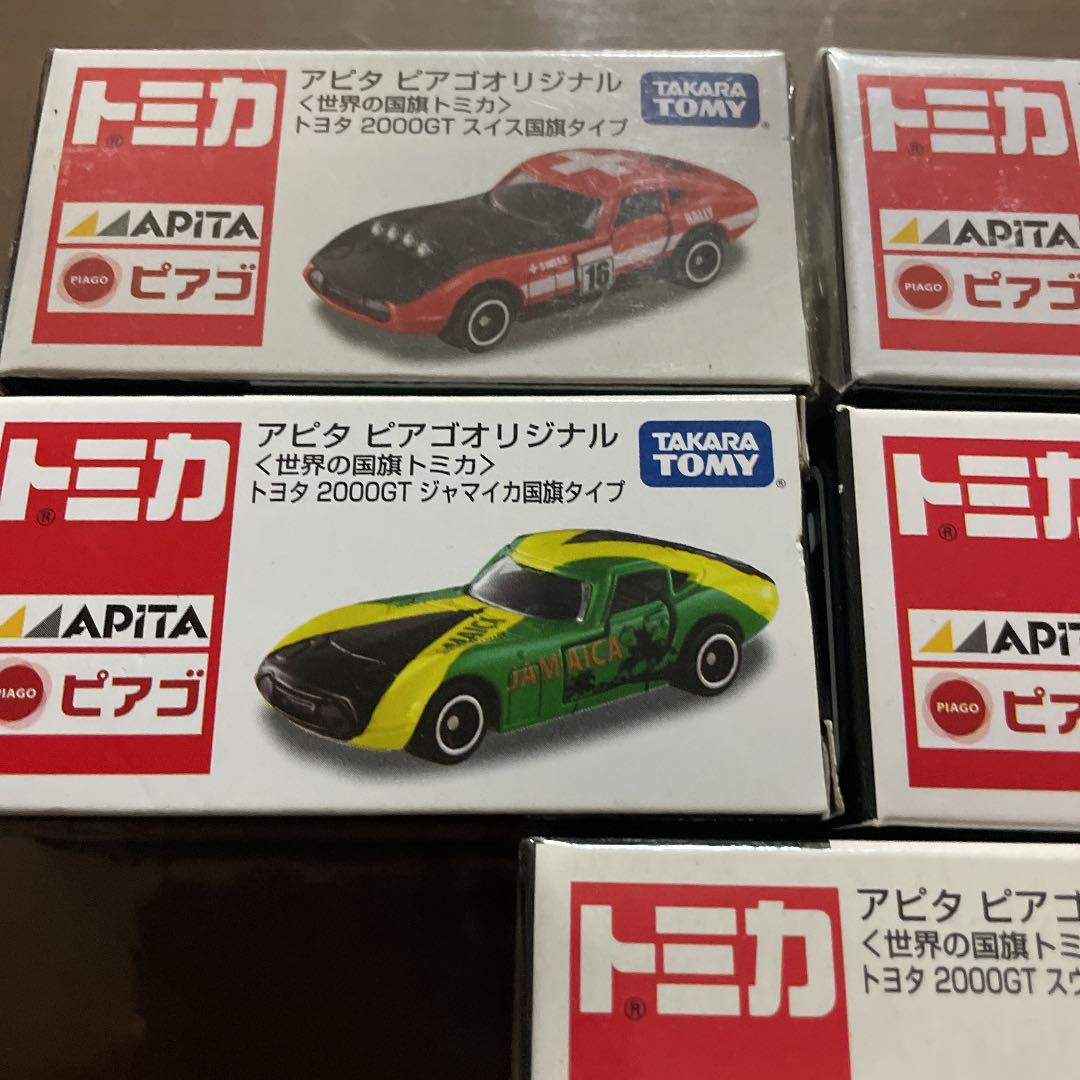 トミカ
®
アピタ ピアゴオリジナル
〈世界の国旗トミカ〉
トヨタ 2000GT スイス国旗タイプ
TAKARA
TOMY
®
APiTA
PIAGO ピアゴ
RALLY
SWISS
16
トミカ
®
APiTA
PIAGO ピアゴ
トミカ
®
アピタ ピアゴオリジナル
〈世界の国旗トミカ〉
トヨタ 2000GT ジャマイカ国旗タイプ
TAKARA
TOMY
®
APiTA
PIAGO ピアゴ
JAMAICA
トミカ
®
APiT
PIAGO ピア
トミカ
®
アピタ ピアゴ
〈世界の国旗トミ
トヨタ 2000GT スウ